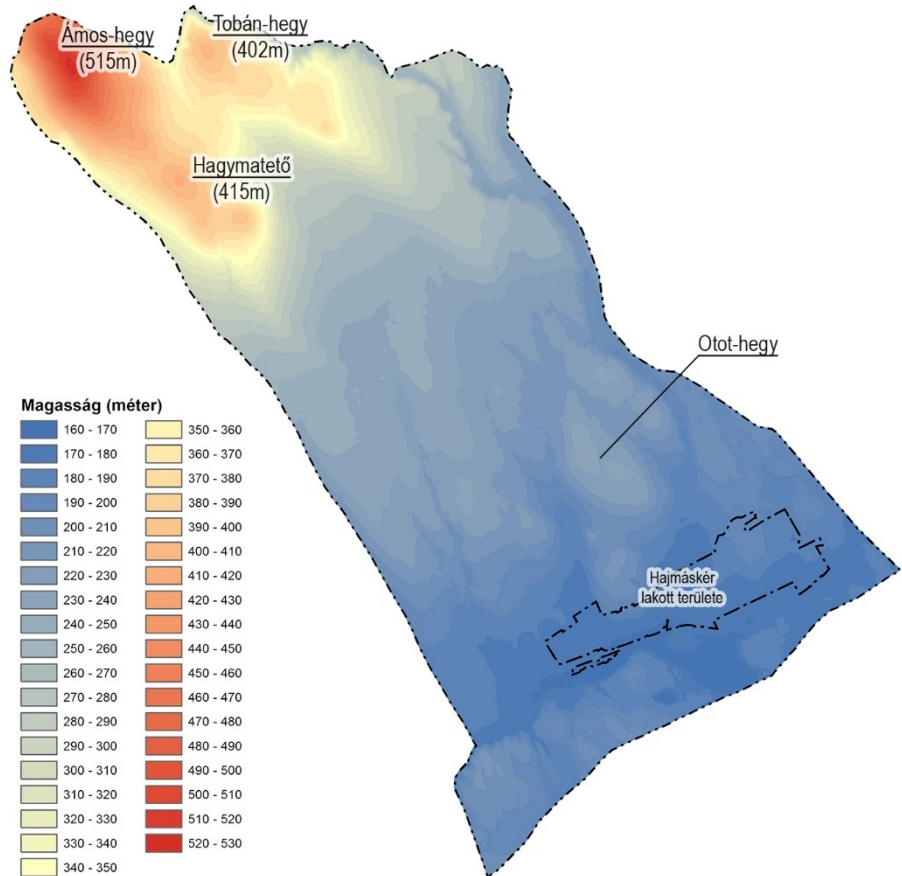 Ámos-hegy
(515m)
Tobán-hegy
(402m)
Hagymatető
(415m)
Otot-hegy
Hajmáskér
lakott területe
Magasság (méter)
160 - 170
170 - 180
180 - 190
190 - 200
200 - 210
210 - 220
220 - 230
230 - 240
240 - 250
250 - 260
260 - 270
270 - 280
280 - 290
290 - 300
300 - 310
310 - 320
320 - 330
330 - 340
340 - 350
350 - 360
360 - 370
370 - 380
380 - 390
390 - 400
400 - 410
410 - 420
420 - 430
430 - 440
440 - 450
450 - 460
460 - 470
470 - 480
480 - 490
490 - 500
500 - 510
510 - 520
520 - 530